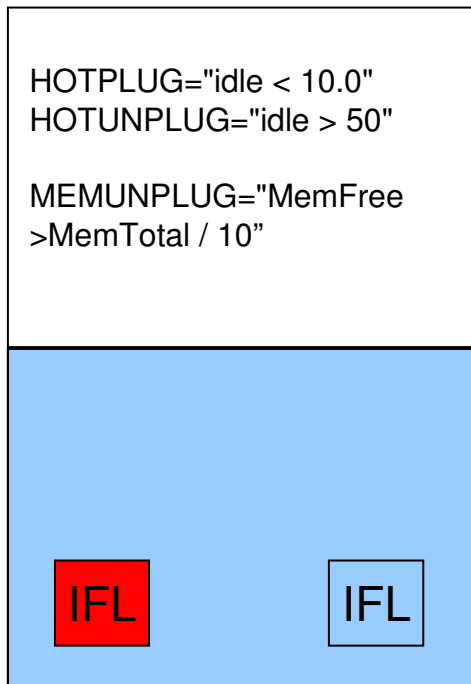 HOTPLUG="idle < 10.0"
HOTUNPLUG="idle > 50"
MEMUNPLUG="MemFree
>MemTotal / 10”
IFL
IFL